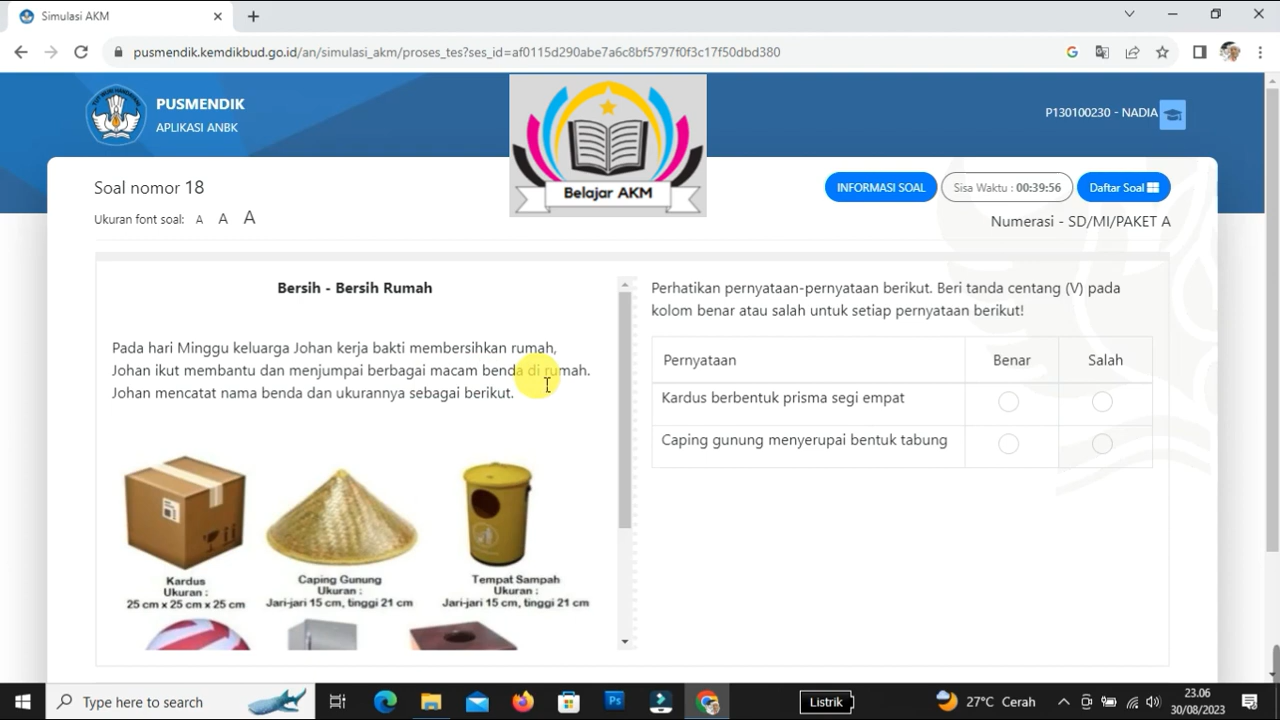 Simulasi AKM
pusmendik.kemdikbud.go.id/an/simulasi_akm/proses_tes?ses_id=af0115d290abe7a6c8bf5797f0f3c17f50dbd380
PUSMENDIK
APLIKASI ANBK
Belajar AKM
P130100230 - NADIA
Soal nomor 18
INFORMASI SOAL
Sisa Waktu : 00:39:56
Daftar Soal
Ukuran font soal: A A A
Numerasi - SD/MI/PAKET A
Bersih - Bersih Rumah
Pada hari Minggu keluarga Johan kerja bakti membersihkan rumah,
Johan ikut membantu dan menjumpai berbagai macam benda di rumah.
Johan mencatat nama benda dan ukurannya sebagai berikut.
Kardus
Ukuran :
25 cm x 25 cm x 25 cm
Caping Gunung
Ukuran :
Jari-jari 15 cm, tinggi 21 cm
Tempat Sampah
Ukuran :
Jari-jari 15 cm, tinggi 21 cm
Perhatikan pernyataan-pernyataan berikut. Beri tanda centang (V) pada
kolom benar atau salah untuk setiap pernyataan berikut!
Pernyataan Benar Salah
Kardus berbentuk prisma segi empat
Caping gunung menyerupai bentuk tabung
Type here to search
Ps
Listrik
27°C Cerah
23.06
30/08/2023